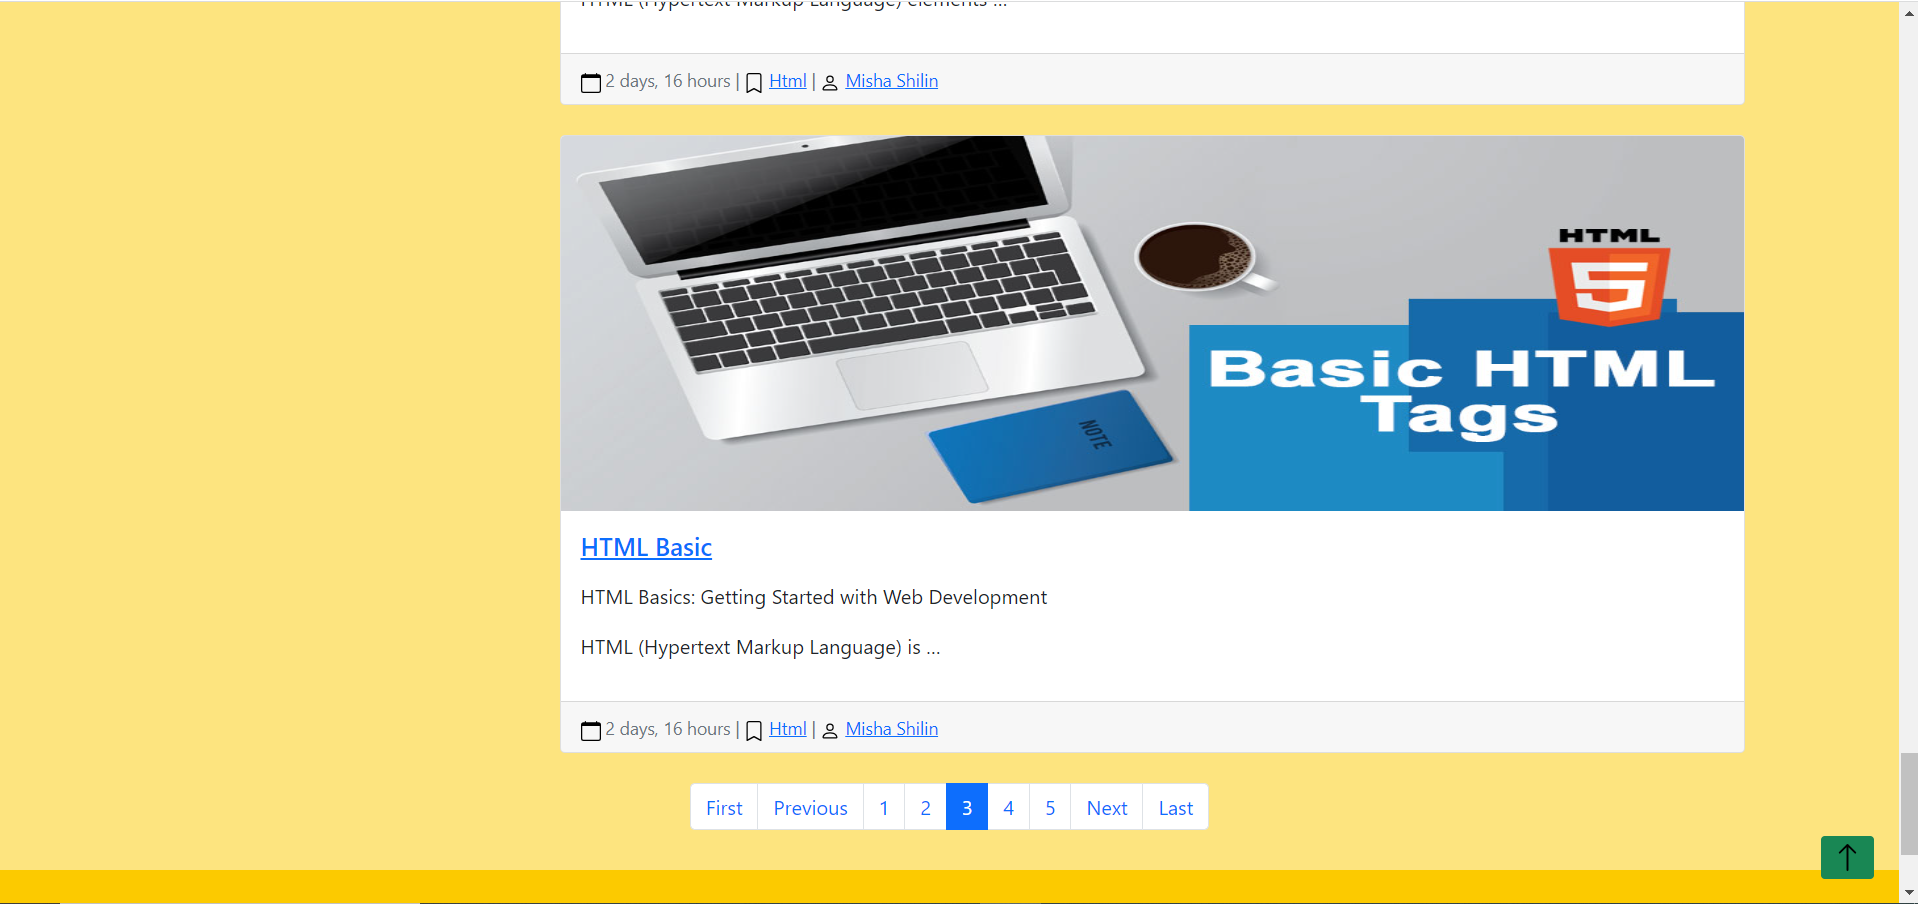 HTML (Hypertext Markup Language) elements ...
2 days, 16 hours | Html | Misha Shilin
HTML
5
Basic HTML
Tags
NOTE
HTML Basic
HTML Basics: Getting Started with Web Development
HTML (Hypertext Markup Language) is ...
2 days, 16 hours | Html | Misha Shilin
First Previous 1 2 3 4 5 Next Last